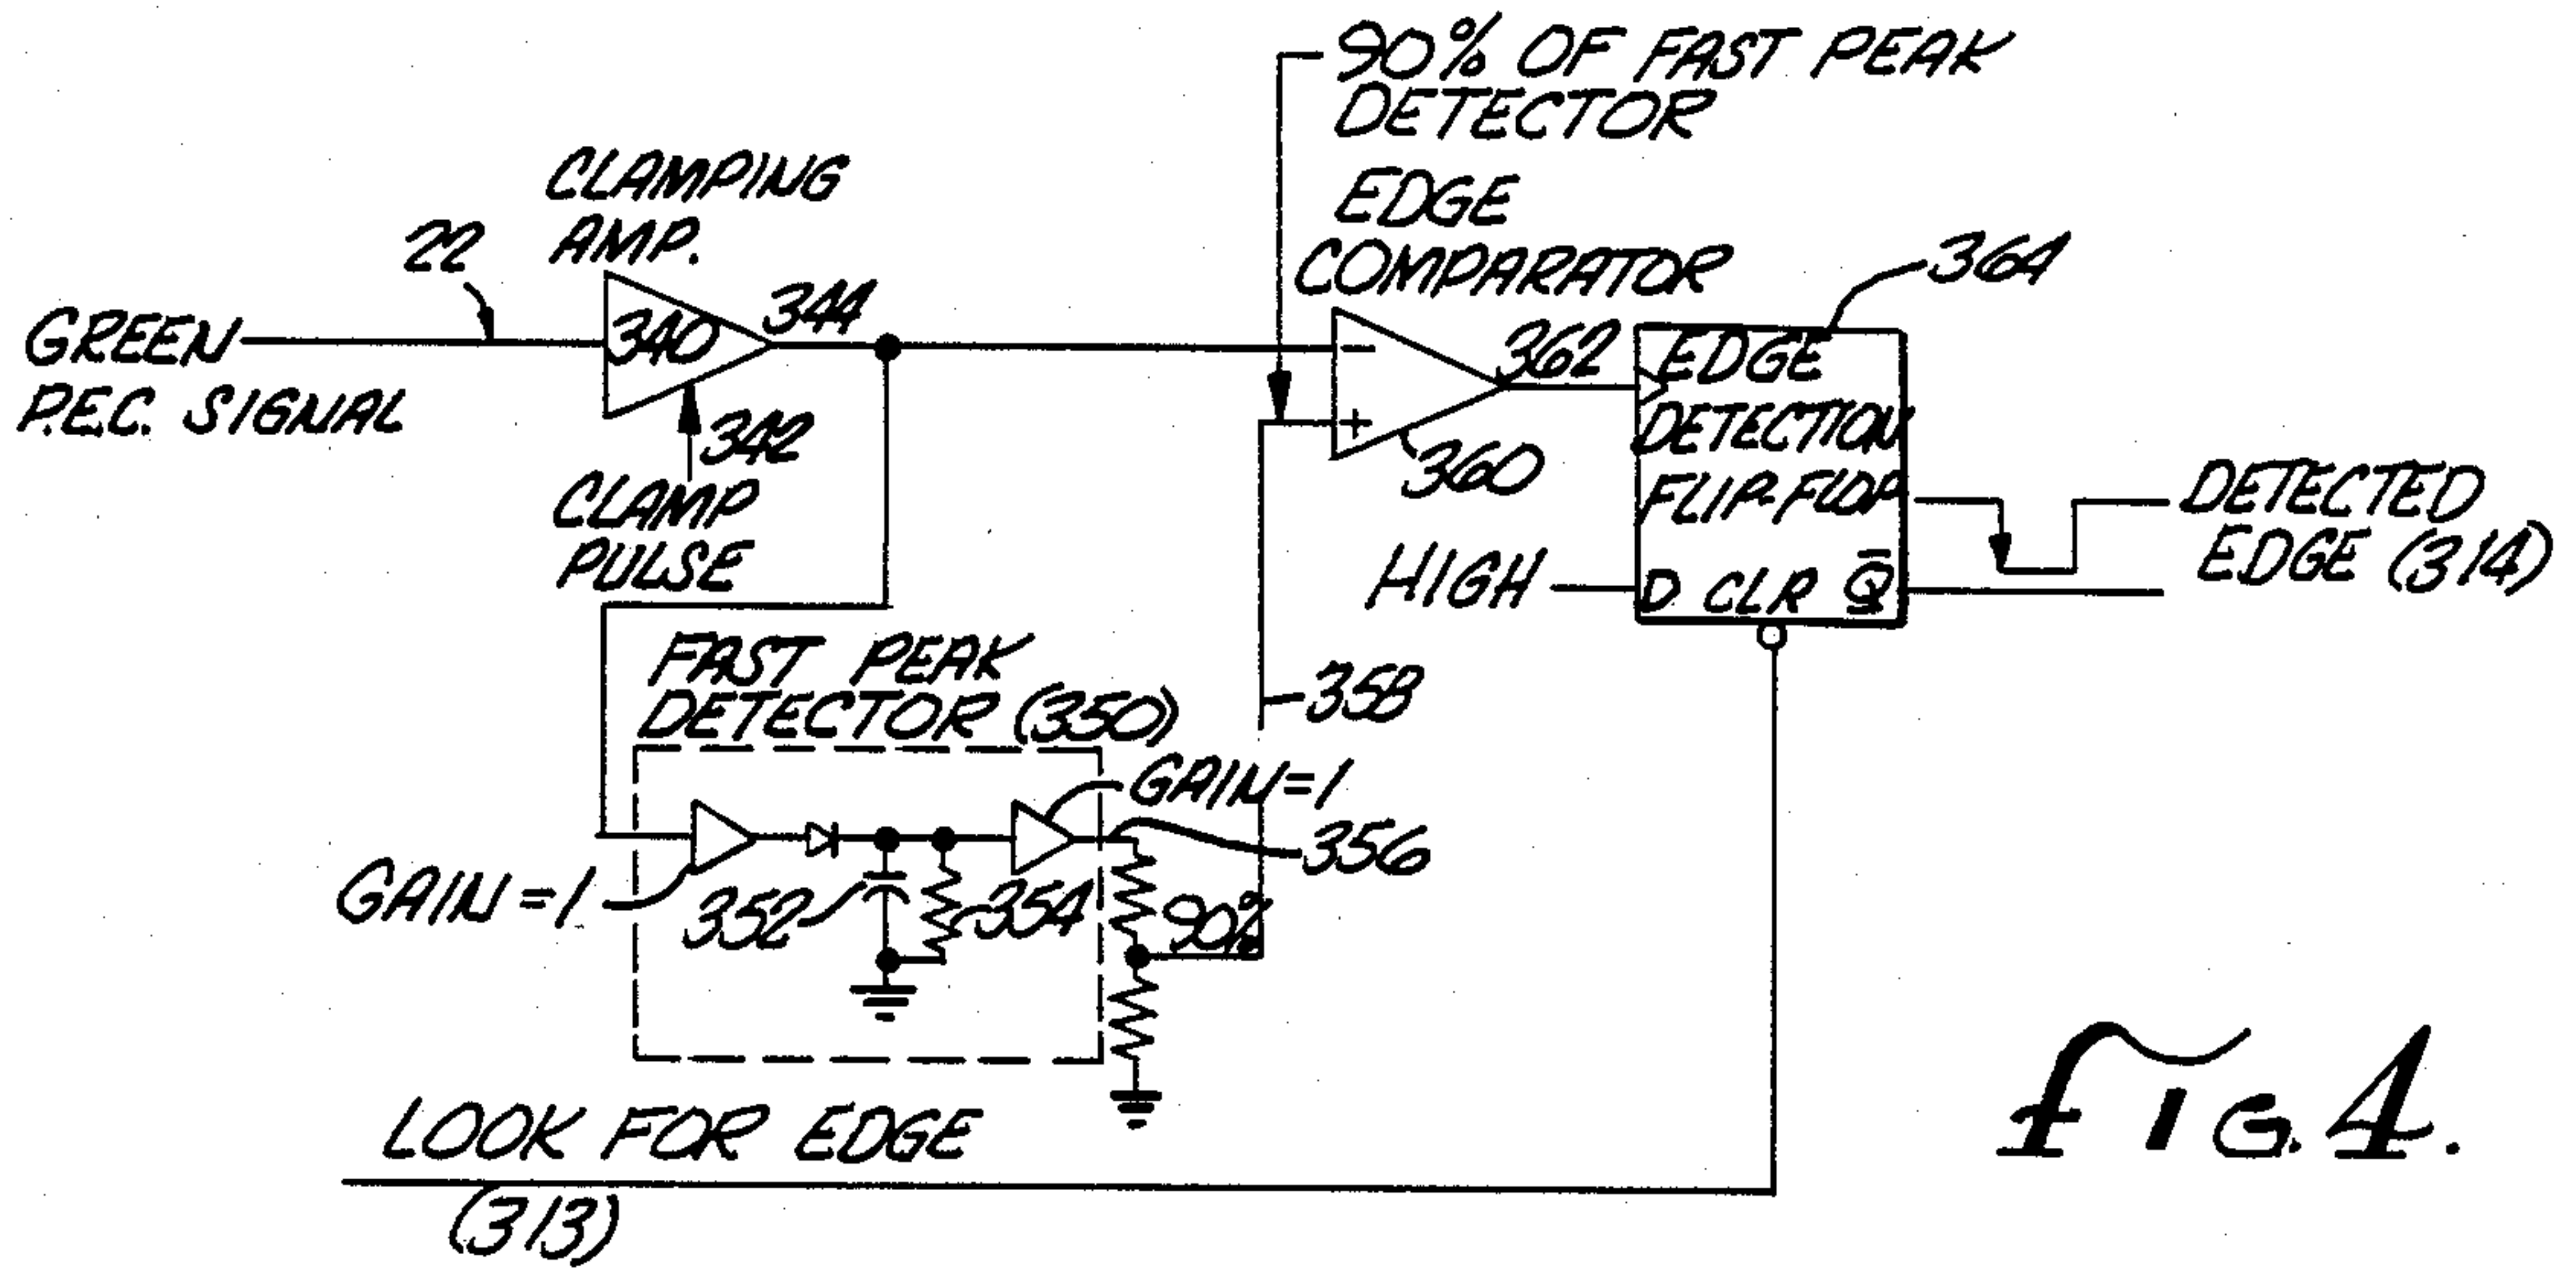 90% OF FAST PEAK
DETECTOR
CLAMPING
AMP.
EDGE
COMPARATOR
22
344
364
GREEN
P.E.C. SIGNAL
340
342
CLAMP
PULSE
-
+
360
362
EDGE
DETECTION
FLIP-FLOP
HIGH
D CLR Q̅
DETECTED
EDGE (314)
FAST PEAK
DETECTOR (350)
358
GAIN=1
356
GAIN=1
352
354
90%
LOOK FOR EDGE
(313)
FIG. 4.